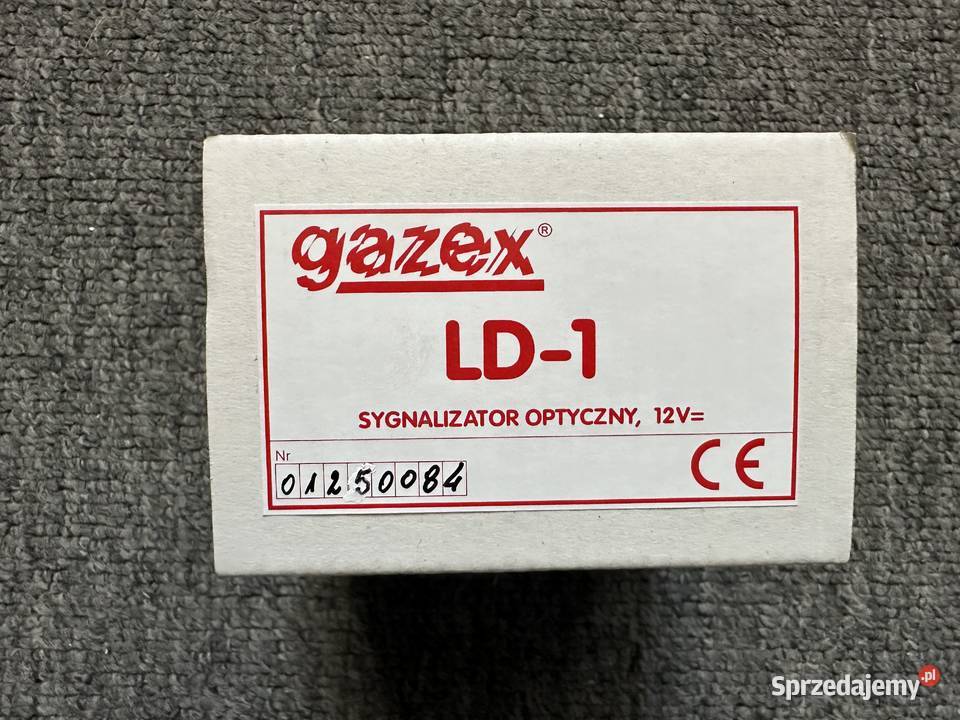 gazex®
LD-1
SYGNALIZATOR OPTYCZNY, 12V=
Nr
01250084
CE
Sprzedajemy.pl